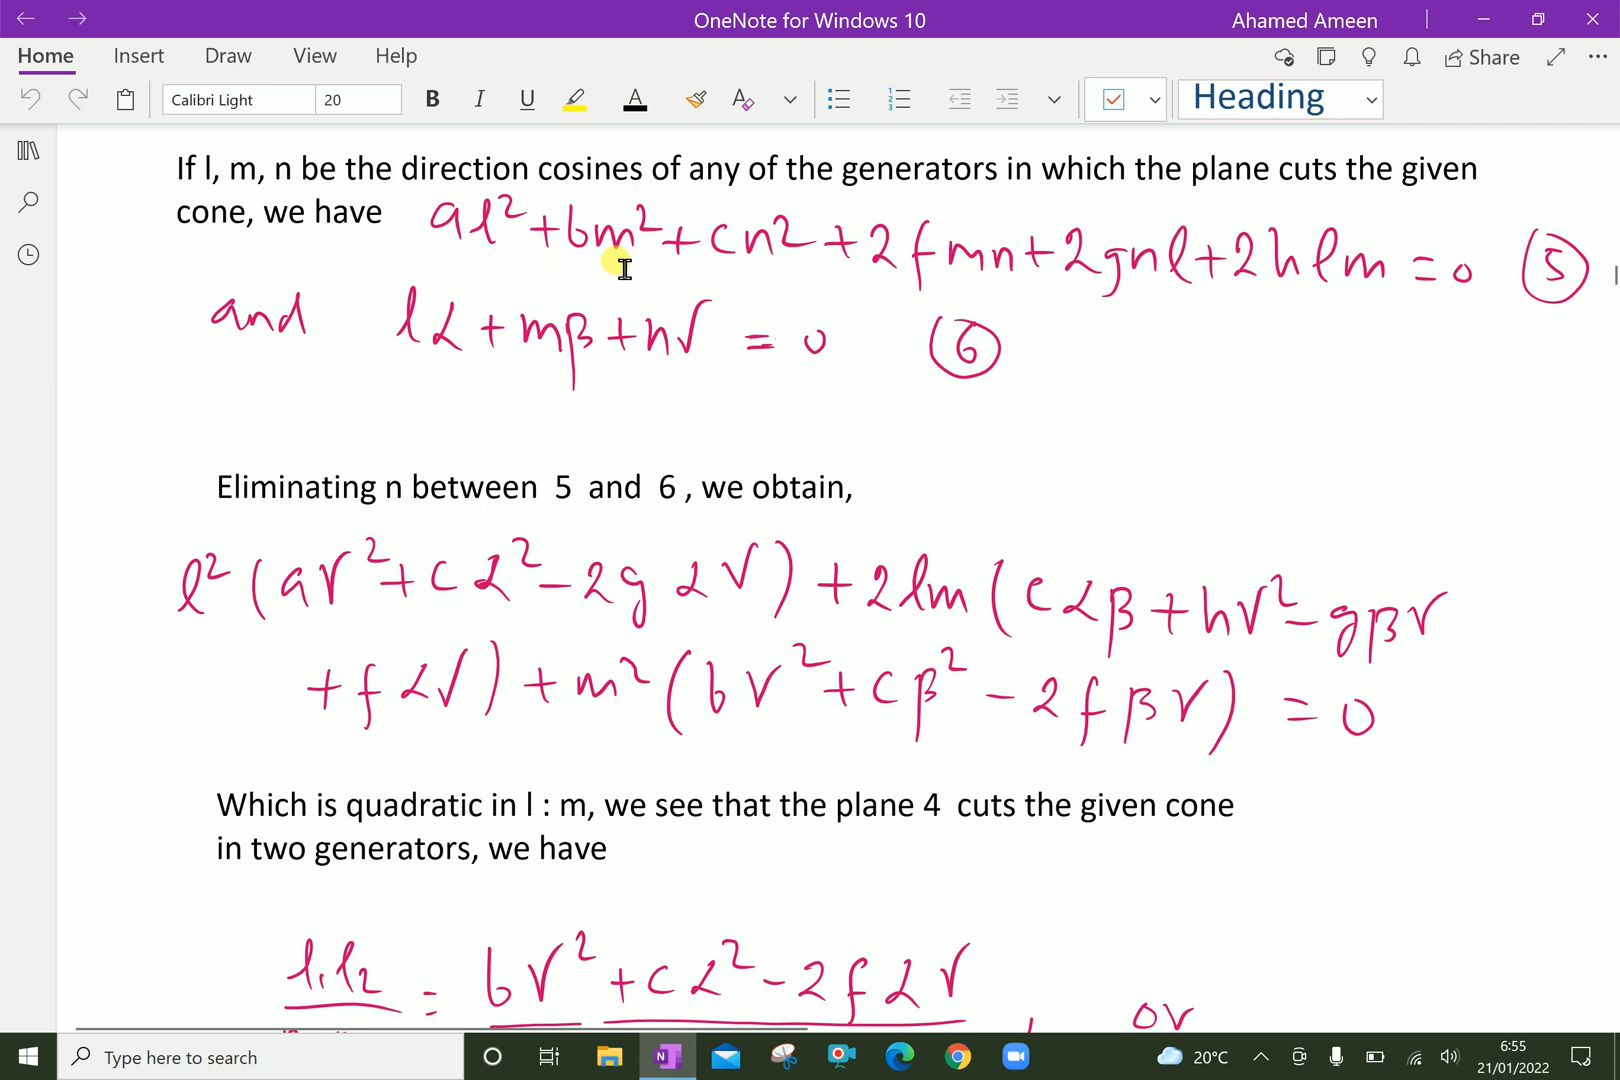 OneNote for Windows 10
Ahamed Ameen
Home Insert Draw View Help
Share
Calibri Light 20 B I U A Heading
If l, m, n be the direction cosines of any of the generators in which the plane cuts the given
cone, we have al² + bm² + cn² + 2fmn + 2gnl + 2hlm = 0 (5)
and lα + mβ + nγ = 0 (6)
Eliminating n between 5 and 6 , we obtain,
l² (aγ² + cα² - 2gαγ) + 2lm (cαβ + hγ² - gβγ
+ fαγ) + m² (bγ² + cβ² - 2fβγ) = 0
Which is quadratic in l : m, we see that the plane 4 cuts the given cone
in two generators, we have
l₁l₂ = bγ² + cα² - 2fαγ , or
Type here to search
20°C
6:55
21/01/2022